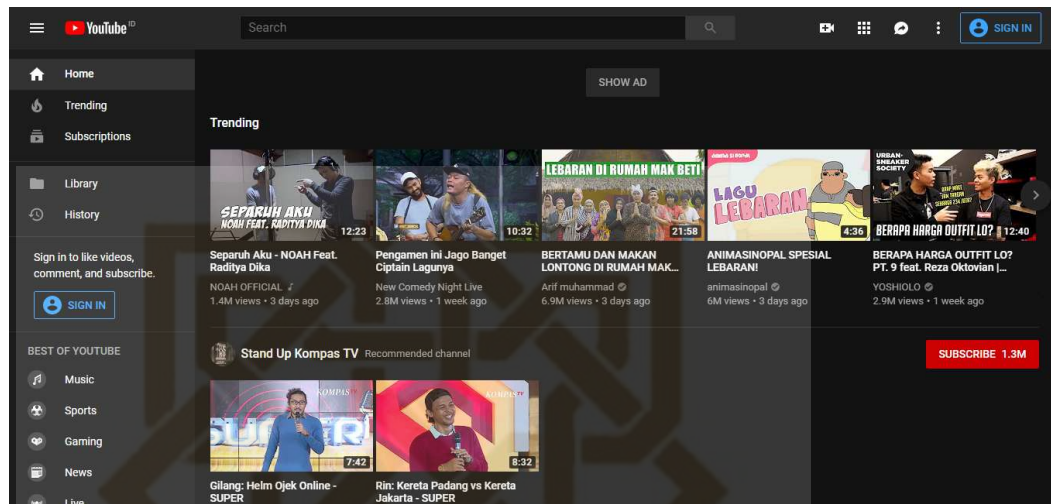 YouTube ID
Search
SIGN IN
Home
Trending
Subscriptions
Library
History
Sign in to like videos,
comment, and subscribe.
SIGN IN
BEST OF YOUTUBE
Music
Sports
Gaming
News
Live
SHOW AD
Trending
SEPARUH AKU
NOAH FEAT. RADITYA DIKA
12:23
Separuh Aku - NOAH Feat.
Raditya Dika
NOAH OFFICIAL
1.4M views • 3 days ago
10:32
Pengamen ini Jago Banget
Ciptain Lagunya
New Comedy Night Live
2.8M views • 1 week ago
LEBARAN DI RUMAH MAK BETI
21:58
BERTAMU DAN MAKAN
LONTONG DI RUMAH MAK...
Arif muhammad
6.9M views • 3 days ago
LAGU
LEBARAN
4:36
ANIMASINOPAL SPESIAL
LEBARAN!
animasinopal
6M views • 3 days ago
URBAN-
SNEAKER
SOCIETY
BERAPA HARGA OUTFIT LO?
12:40
BERAPA HARGA OUTFIT LO?
PT. 9 feat. Reza Oktovian |...
YOSHIOLO
2.9M views • 1 week ago
Stand Up Kompas TV Recommended channel
SUBSCRIBE 1.3M
SUPER
7:42
Gilang: Helm Ojek Online -
SUPER
KOMPAS TV
8:32
Rin: Kereta Padang vs Kereta
Jakarta - SUPER